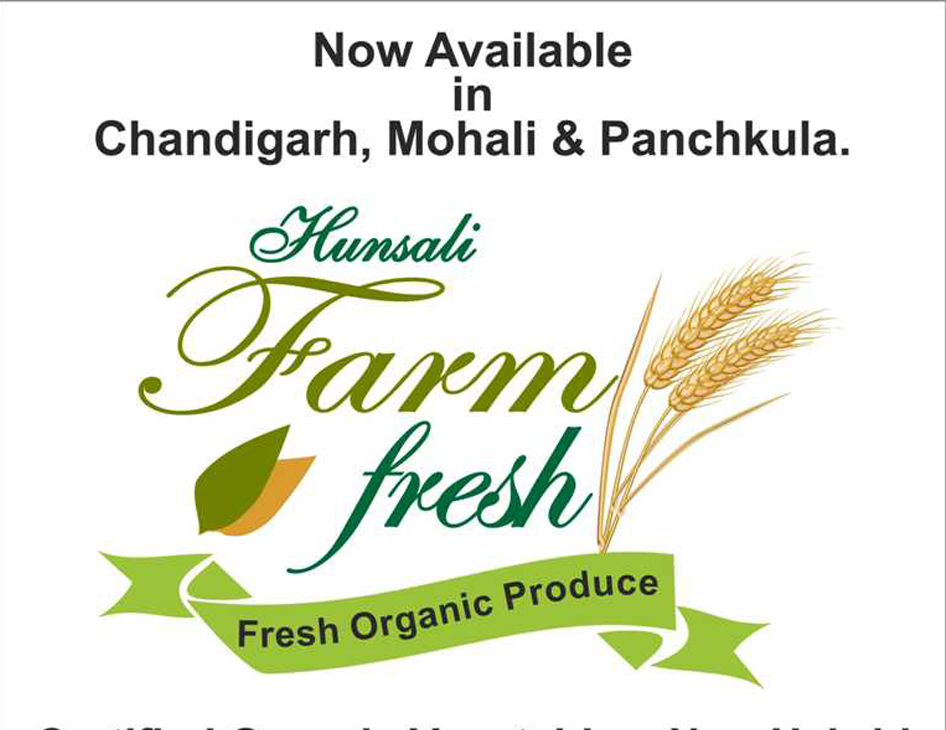 Now Available
in
Chandigarh, Mohali & Panchkula.
Hunsali
Farm
fresh
Fresh Organic Produce